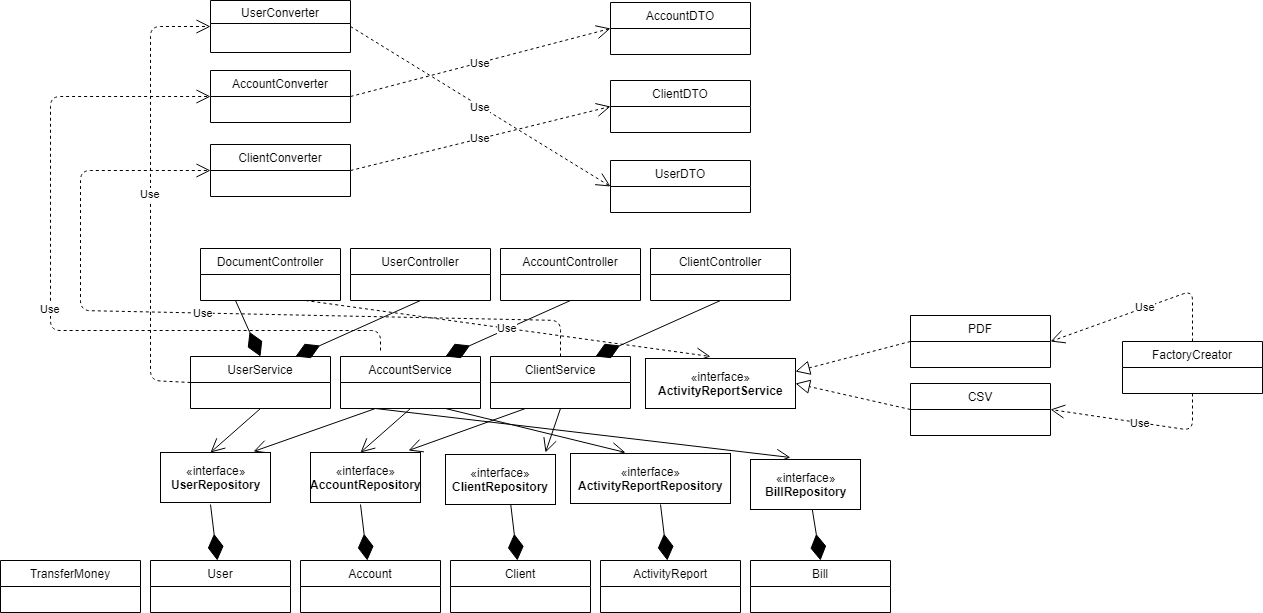 UserConverter
AccountDTO
Use
AccountConverter
ClientDTO
Use
Use
ClientConverter
UserDTO
Use
DocumentController
UserController
AccountController
ClientController
Use
Use
Use
Use
PDF
FactoryCreator
UserService
AccountService
ClientService
«interface»
ActivityReportService
CSV
Use
«interface»
UserRepository
«interface»
AccountRepository
«interface»
ClientRepository
«interface»
ActivityReportRepository
«interface»
BillRepository
TransferMoney
User
Account
Client
ActivityReport
Bill